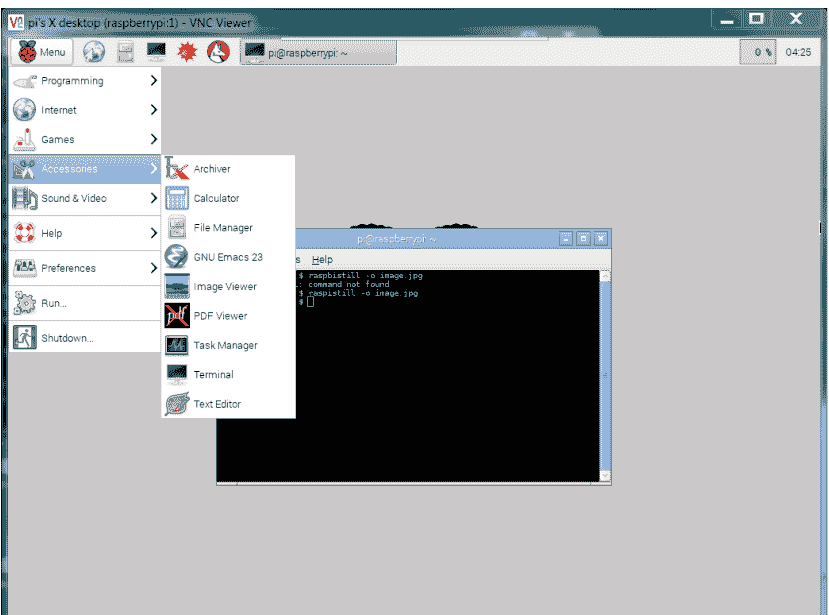 pi's X desktop (raspberrypi:1) - VNC Viewer
Menu
pi@raspberrypi: ~
0 %
04:25
Programming
Internet
Games
Accessories
Sound & Video
Help
Preferences
Run...
Shutdown...
Archiver
Calculator
File Manager
GNU Emacs 23
Image Viewer
pdf PDF Viewer
Task Manager
Terminal
Text Editor
pi@raspberrypi: ~
s Help
$ raspbistill -o image.jpg
: command not found
$ raspistill -o image.jpg
$